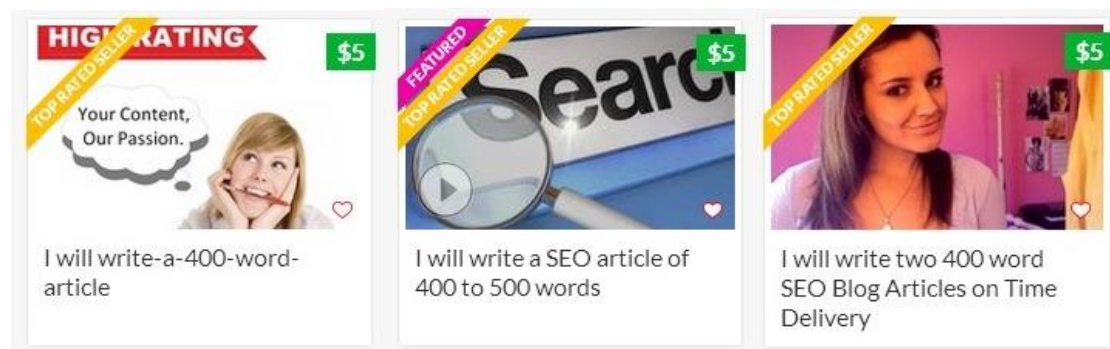 HIGH RATING
TOP RATED SELLER
$5
Your Content,
Our Passion.
I will write-a-400-word-
article
FEATURED
TOP RATED SELLER
$5
Search
I will write a SEO article of
400 to 500 words
TOP RATED SELLER
$5
I will write two 400 word
SEO Blog Articles on Time
Delivery